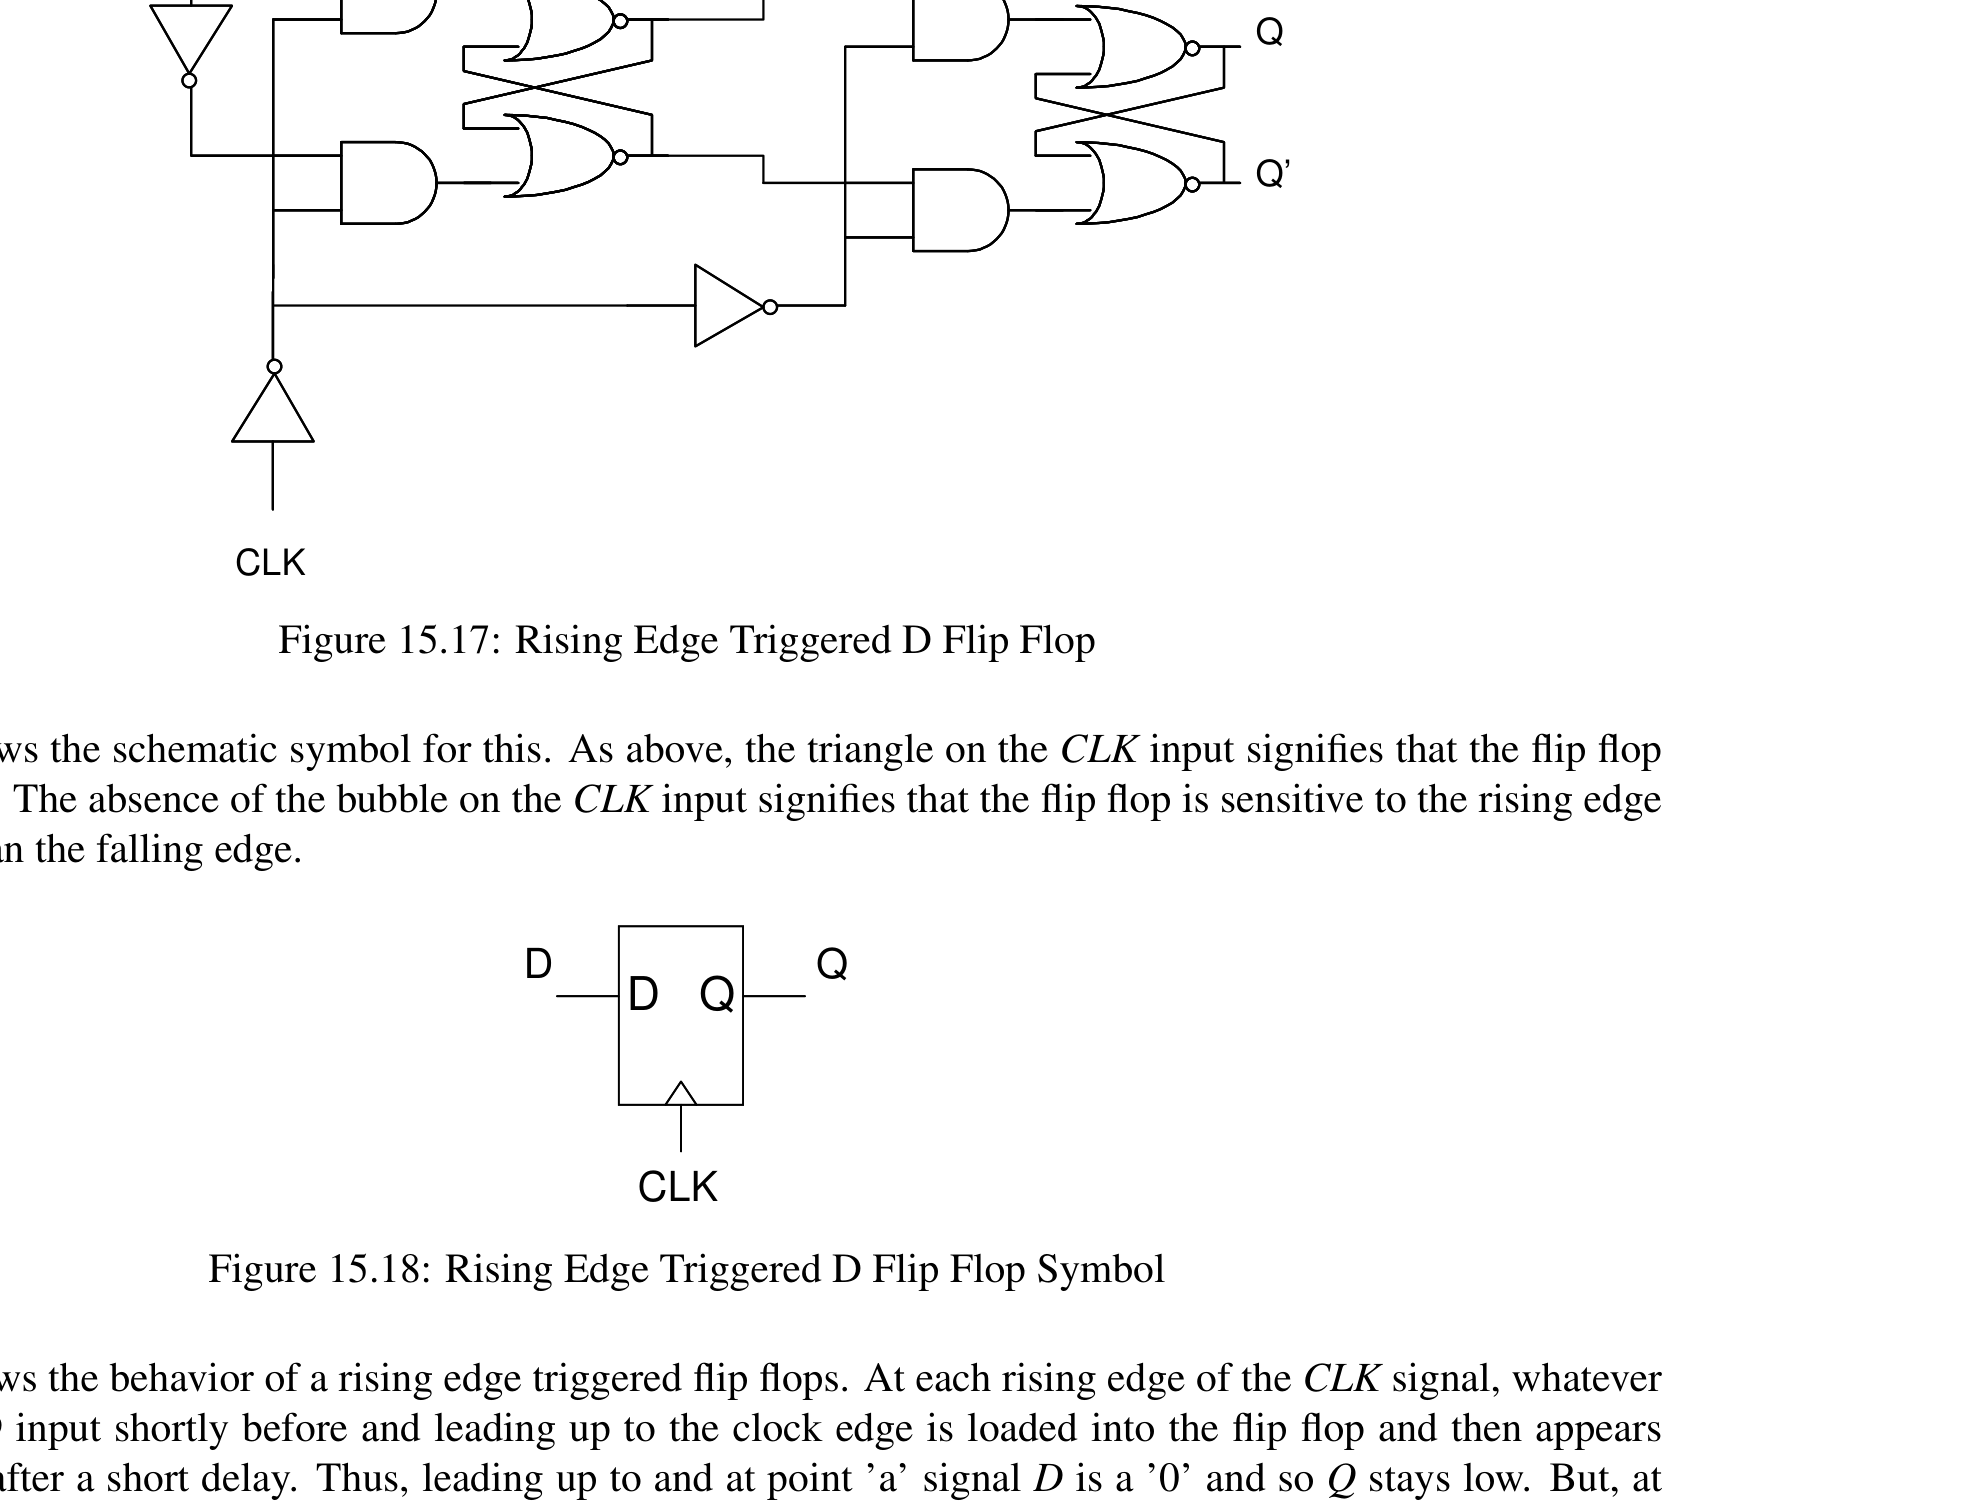 Q
Q’
CLK
Figure 15.17: Rising Edge Triggered D Flip Flop
the schematic symbol for this. As above, the triangle on the CLK input signifies that the flip flop
The absence of the bubble on the CLK input signifies that the flip flop is sensitive to the rising edge
the falling edge.
D
Q
D Q
CLK
Figure 15.18: Rising Edge Triggered D Flip Flop Symbol
the behavior of a rising edge triggered flip flops. At each rising edge of the CLK signal, whatever
input shortly before and leading up to the clock edge is loaded into the flip flop and then appears
after a short delay. Thus, leading up to and at point ’a’ signal D is a ’0’ and so Q stays low. But, at